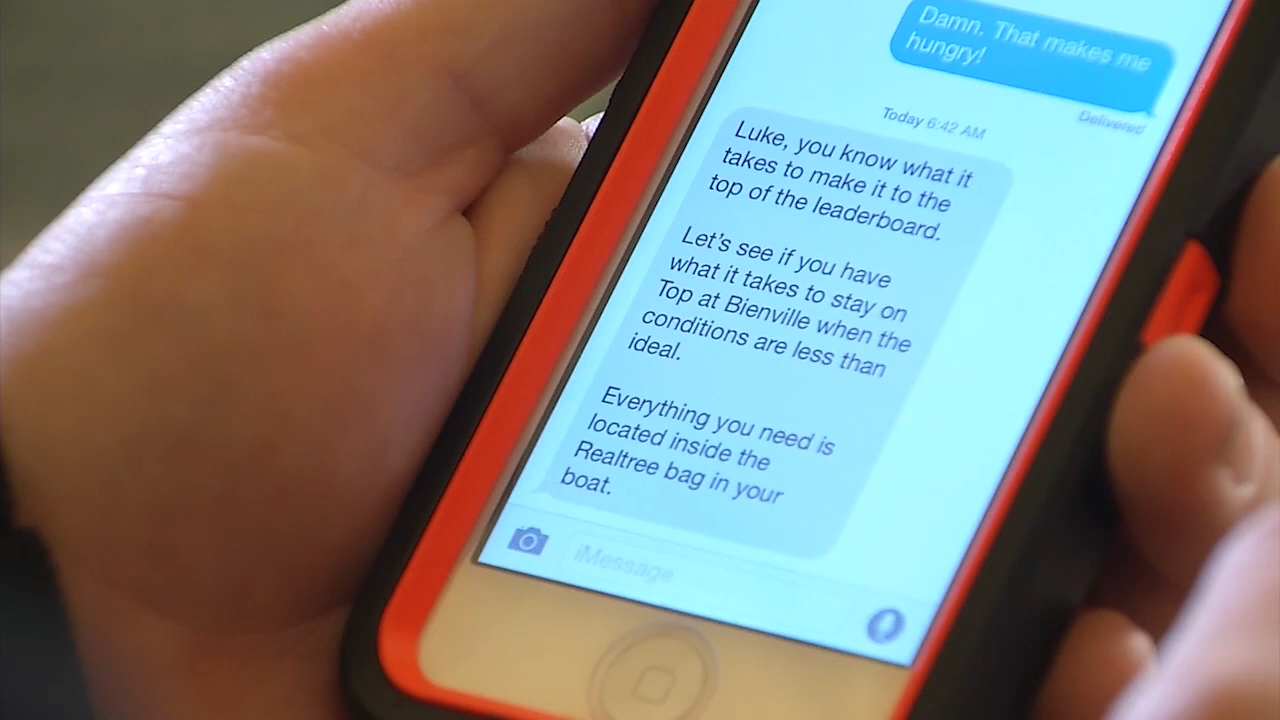 Damn. That makes me
hungry!
Delivered
Today 6:42 AM
Luke, you know what it
takes to make it to the
top of the leaderboard.
Let's see if you have
what it takes to stay on
Top at Bienville when the
conditions are less than
ideal.
Everything you need is
located inside the
Realtree bag in your
boat.
iMessage